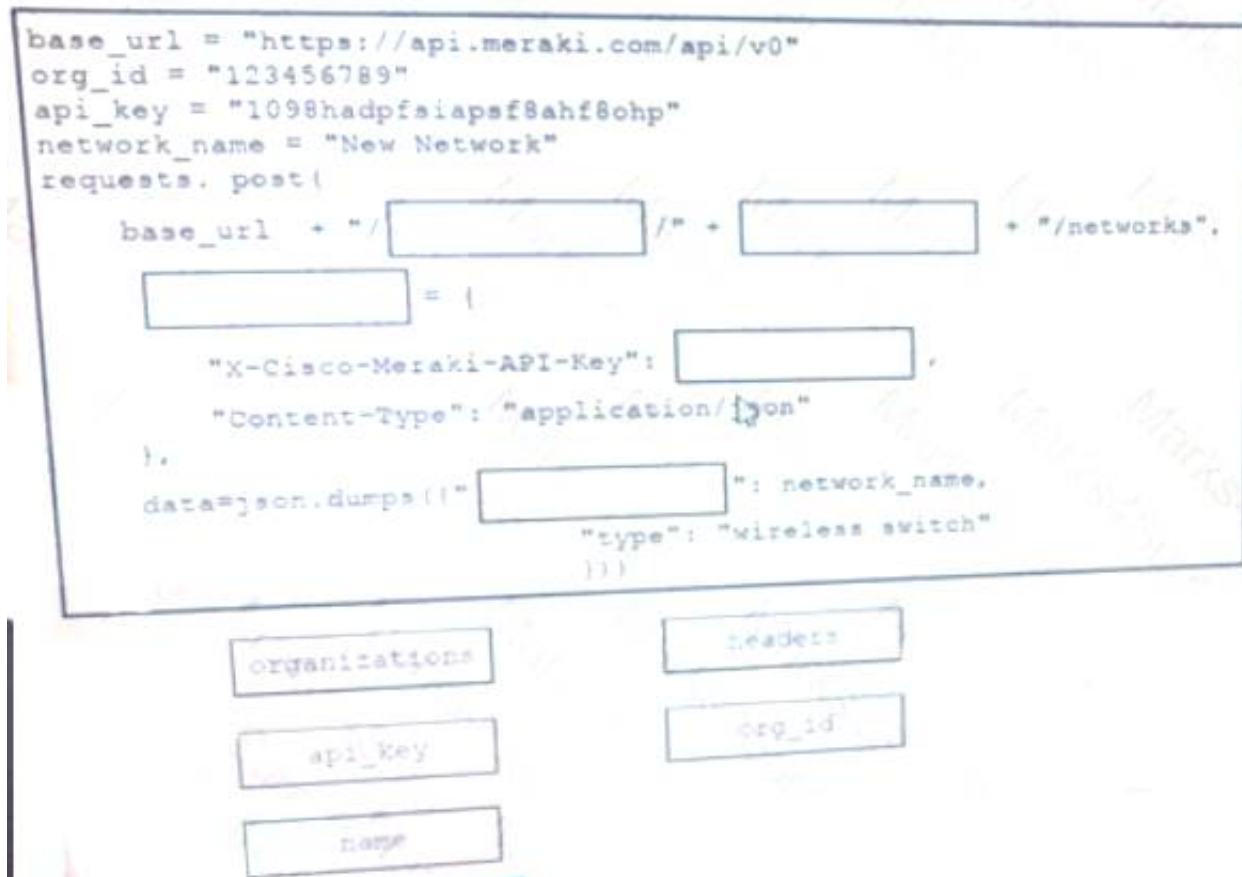 base_url = "https://api.meraki.com/api/v0"
org_id = "123456789"
api_key = "1098hadpfsiapsf8ahf8ohp"
network_name = "New Network"
requests. post(
base_url + "/ /" + + "/networks",
= {
"X-Cisco-Meraki-API-Key": ,
"Content-Type": "application/json"
},
data=json.dumps({" ": network_name,
"type": "wireless switch"
}))
organizations
headers
api_key
org_id
name